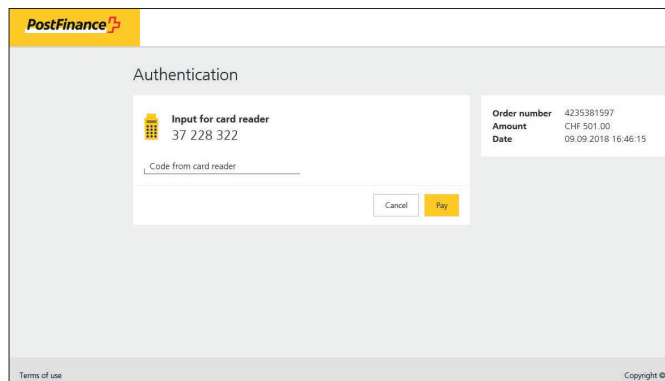 PostFinance
Authentication
Input for card reader
37 228 322
Code from card reader
Cancel
Pay
Order number 4235381597
Amount CHF 501.00
Date 09.09.2018 16:46:15
Terms of use
Copyright ©